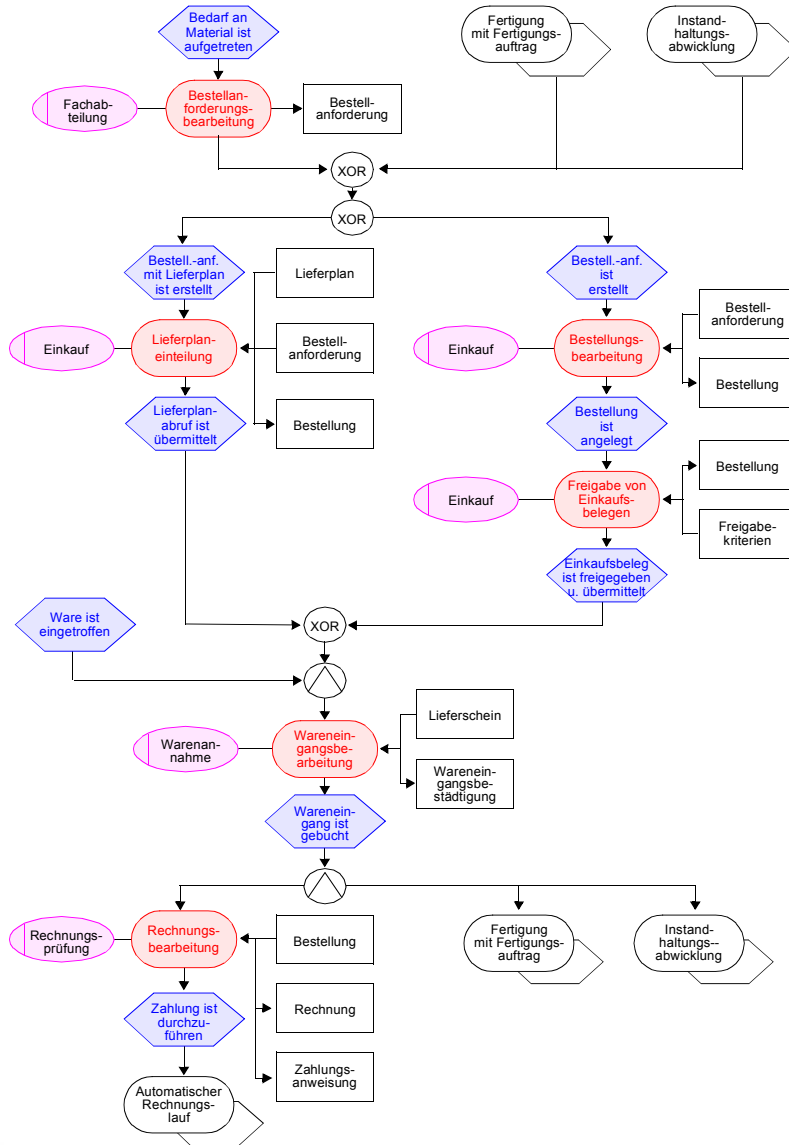 Bedarf an
Material ist
aufgetreten
Fertigung
mit Fertigungs-
auftrag
Instand-
haltungs-
abwicklung
Fachab-
teilung
Bestellan-
forderungs-
bearbeitung
Bestell-
anforderung
XOR
XOR
Bestell.-anf.
mit Lieferplan
ist erstellt
Lieferplan
Bestell.-anf.
ist
erstellt
Einkauf
Lieferplan-
einteilung
Bestell-
anforderung
Einkauf
Bestellungs-
bearbeitung
Bestell-
anforderung
Bestellung
Lieferplan-
abruf ist
übermittelt
Bestellung
Bestellung
ist
angelegt
Einkauf
Freigabe von
Einkaufs-
belegen
Bestellung
Freigabe-
kriterien
Einkaufsbeleg
ist freigegeben
u. übermittelt
Ware ist
eingetroffen
XOR
Warenan-
nahme
Warenein-
gangsbe-
arbeitung
Lieferschein
Warenein-
gangsbe-
städtigung
Warenein-
gang ist
gebucht
Rechnungs-
prüfung
Rechnungs-
bearbeitung
Bestellung
Fertigung
mit Fertigungs-
auftrag
Instand-
haltungs--
abwicklung
Zahlung ist
durchzu-
führen
Rechnung
Zahlungs-
anweisung
Automatischer
Rechnungs-
lauf